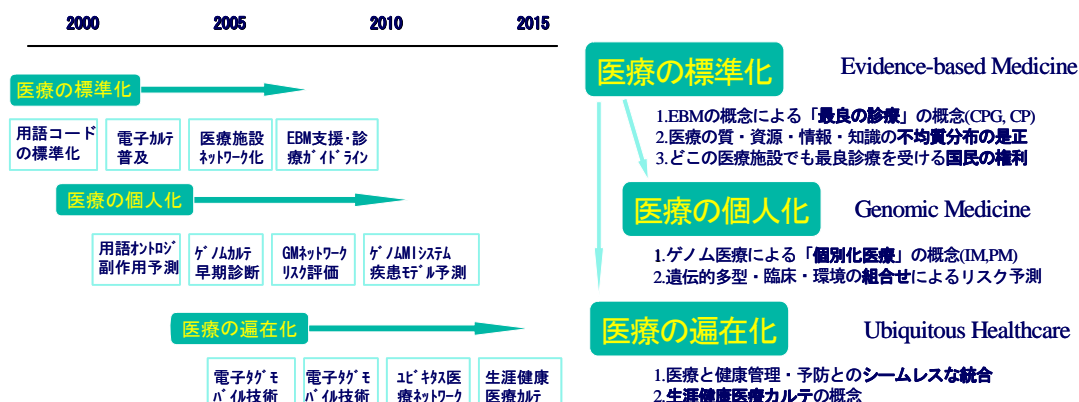 2000 2005 2010 2015
医療の標準化
用語コード
の標準化
電子ｶﾙﾃ
普及
医療施設
ﾈｯﾄﾜｰｸ化
EBM支援・診
療ｶﾞｲﾄﾞﾗｲﾝ
医療の個人化
用語ｵﾝﾄﾛｼﾞ
副作用予測
ｹﾞﾉﾑｶﾙﾃ
早期診断
GMﾈｯﾄﾜｰｸ
ﾘｽｸ評価
ｹﾞﾉﾑMIｼｽﾃﾑ
疾患ﾓﾃﾞﾙ予測
医療の遍在化
電子ﾀｸﾞﾓ
ﾊﾞｲﾙ技術
電子ﾀｸﾞﾓ
ﾊﾞｲﾙ技術
ﾕﾋﾞｷﾀｽ医
療ﾈｯﾄﾜｰｸ
生涯健康
医療ｶﾙﾃ
医療の標準化 Evidence-based Medicine
1.EBMの概念による「最良の診療」の概念(CPG, CP)
2.医療の質・資源・情報・知識の不均質分布の是正
3.どこの医療施設でも最良診療を受ける国民の権利
医療の個人化 Genomic Medicine
1.ゲノム医療による「個別化医療」の概念(IM,PM)
2.遺伝的多型・臨床・環境の組合せによるリスク予測
医療の遍在化 Ubiquitous Healthcare
1.医療と健康管理・予防とのシームレスな統合
2.生涯健康医療カルテの概念